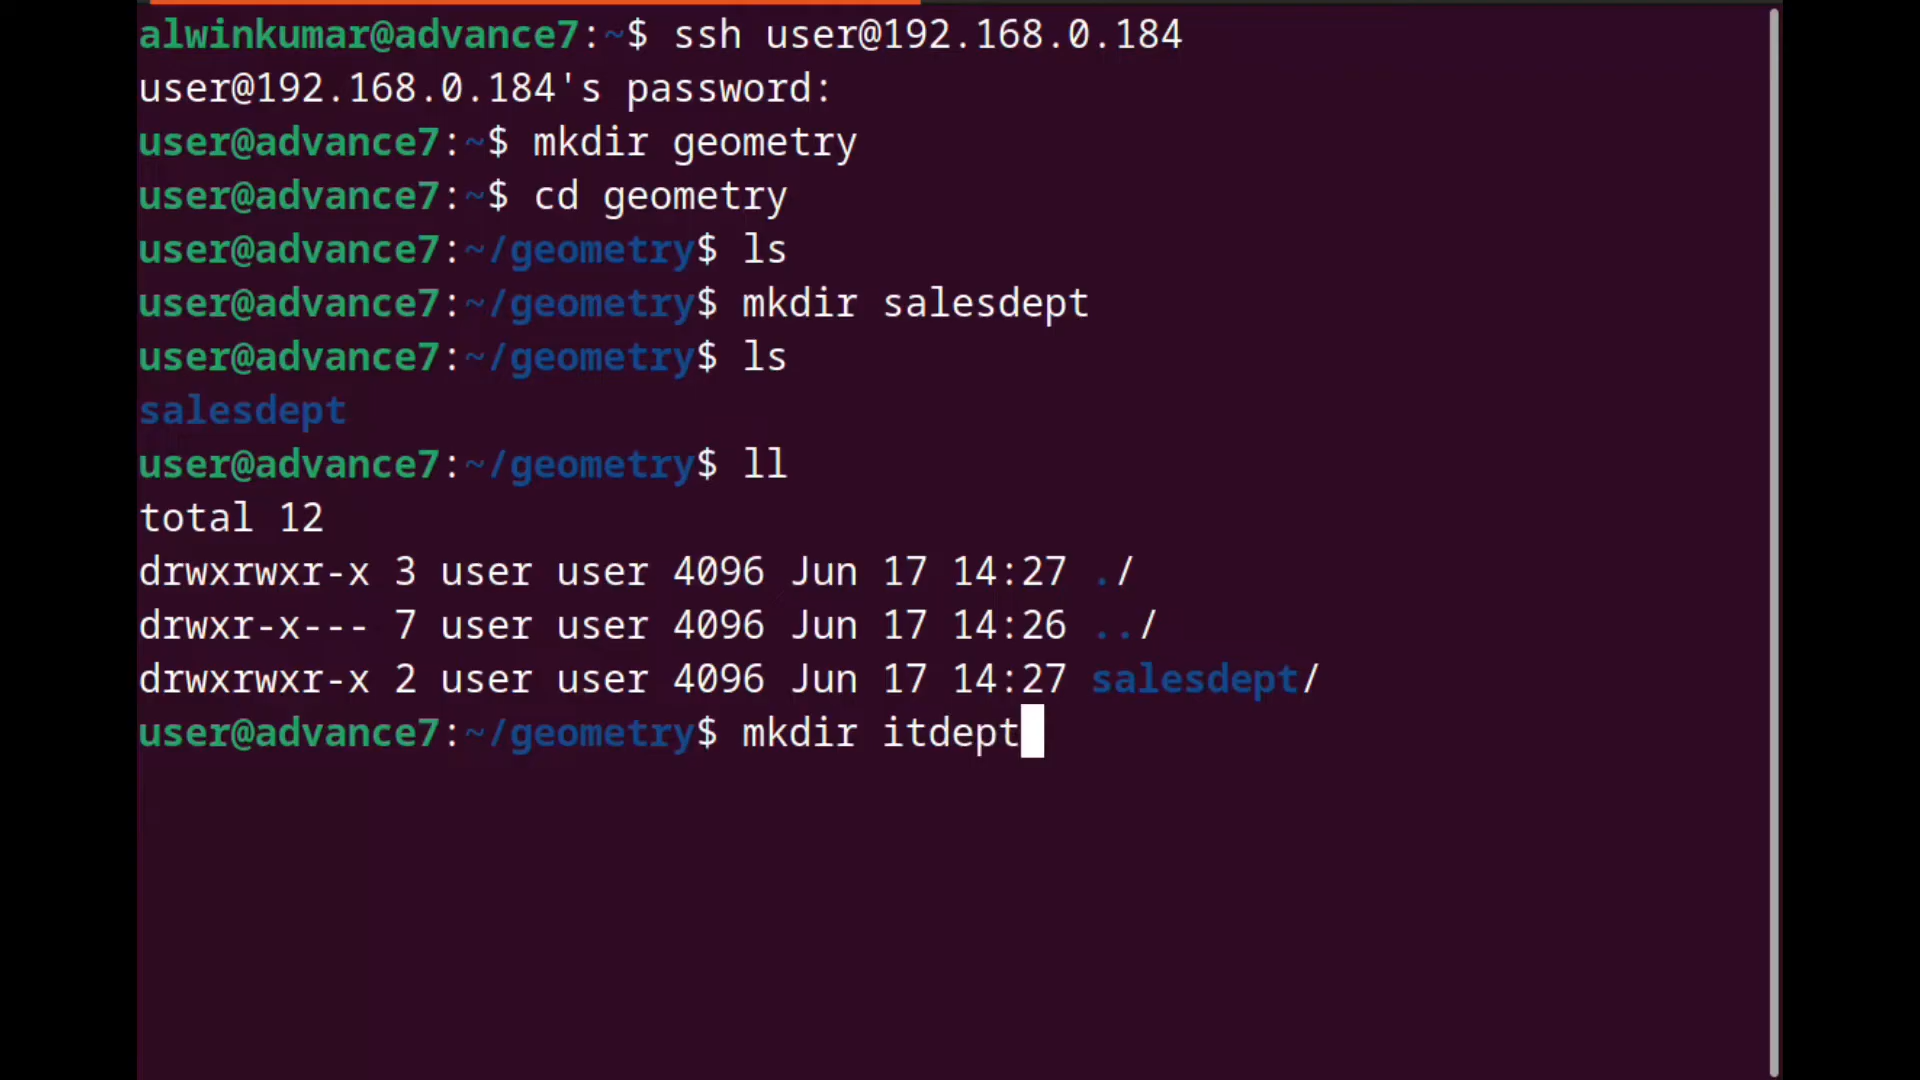 alwinkumar@advance7:~$ ssh user@192.168.0.184
user@192.168.0.184's password:
user@advance7:~$ mkdir geometry
user@advance7:~$ cd geometry
user@advance7:~/geometry$ ls
user@advance7:~/geometry$ mkdir salesdept
user@advance7:~/geometry$ ls
salesdept
user@advance7:~/geometry$ ll
total 12
drwxrwxr-x 3 user user 4096 Jun 17 14:27 ./
drwxr-x--- 7 user user 4096 Jun 17 14:26 ../
drwxrwxr-x 2 user user 4096 Jun 17 14:27 salesdept/
user@advance7:~/geometry$ mkdir itdept